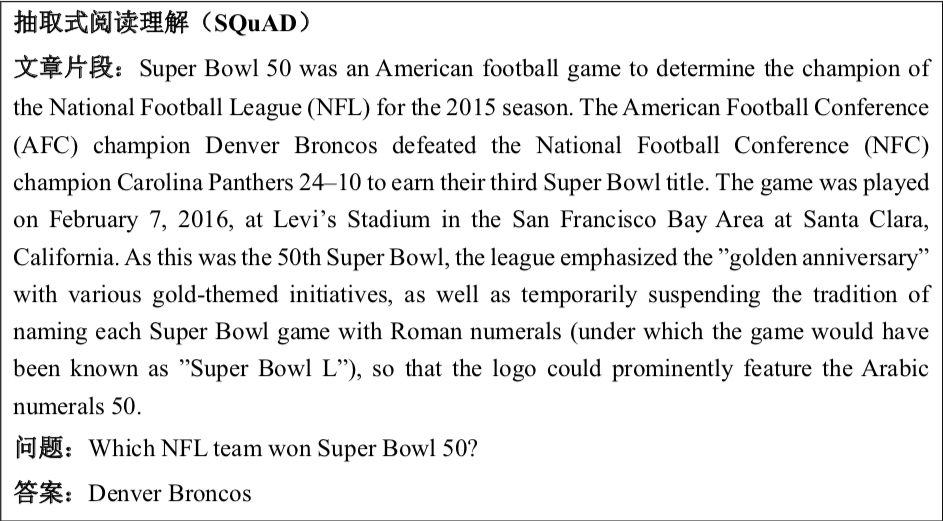 抽取式阅读理解（SQuAD）
文章片段：Super Bowl 50 was an American football game to determine the champion of
the National Football League (NFL) for the 2015 season. The American Football Conference
(AFC) champion Denver Broncos defeated the National Football Conference (NFC)
champion Carolina Panthers 24–10 to earn their third Super Bowl title. The game was played
on February 7, 2016, at Levi’s Stadium in the San Francisco Bay Area at Santa Clara,
California. As this was the 50th Super Bowl, the league emphasized the ”golden anniversary”
with various gold-themed initiatives, as well as temporarily suspending the tradition of
naming each Super Bowl game with Roman numerals (under which the game would have
been known as ”Super Bowl L”), so that the logo could prominently feature the Arabic
numerals 50.
问题：Which NFL team won Super Bowl 50?
答案：Denver Broncos